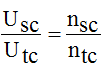 U_sc / U_tc = n_sc / n_tc